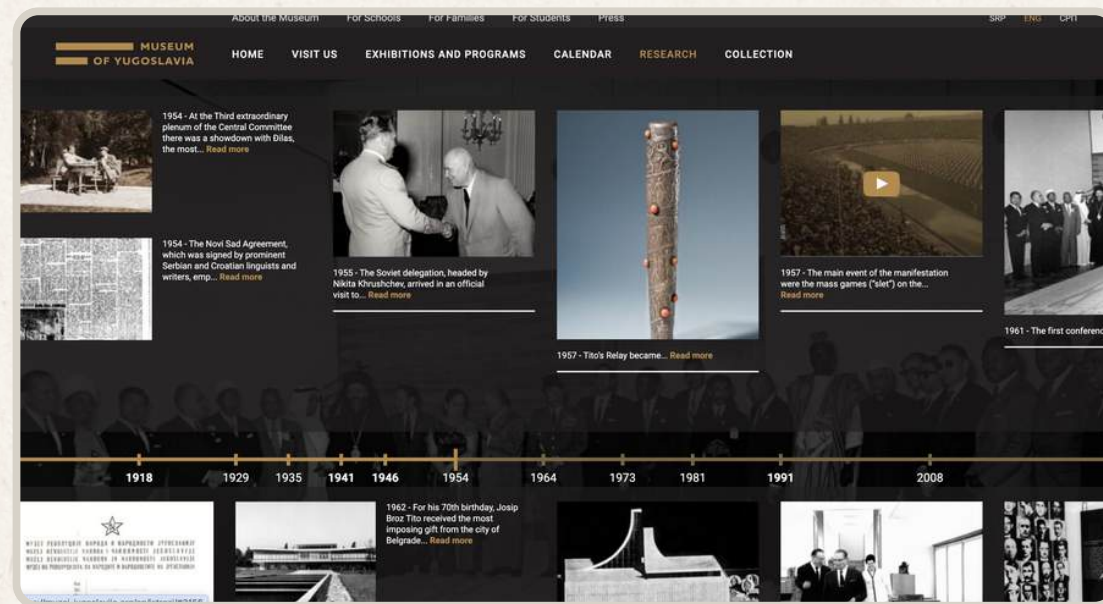 About the Museum For Schools For Families For Students Press SRP ENG СРП
MUSEUM
OF YUGOSLAVIA
HOME VISIT US EXHIBITIONS AND PROGRAMS CALENDAR RESEARCH COLLECTION
1954 - At the Third extraordinary
plenum of the Central Committee
there was a showdown with Đilas,
the most... Read more
1954 - The Novi Sad Agreement,
which was signed by prominent
Serbian and Croatian linguists and
writers, emp... Read more
1955 - The Soviet delegation, headed by
Nikita Khrushchev, arrived in an official
visit to... Read more
1957 - Tito's Relay became... Read more
1957 - The main event of the manifestation
were the mass games ("slet") on the...
Read more
1961 - The first conferenc
1918 1929 1935 1941 1946 1954 1964 1973 1981 1991 2008
1962 - For his 70th birthday, Josip
Broz Tito received the most
imposing gift from the city of
Belgrade... Read more